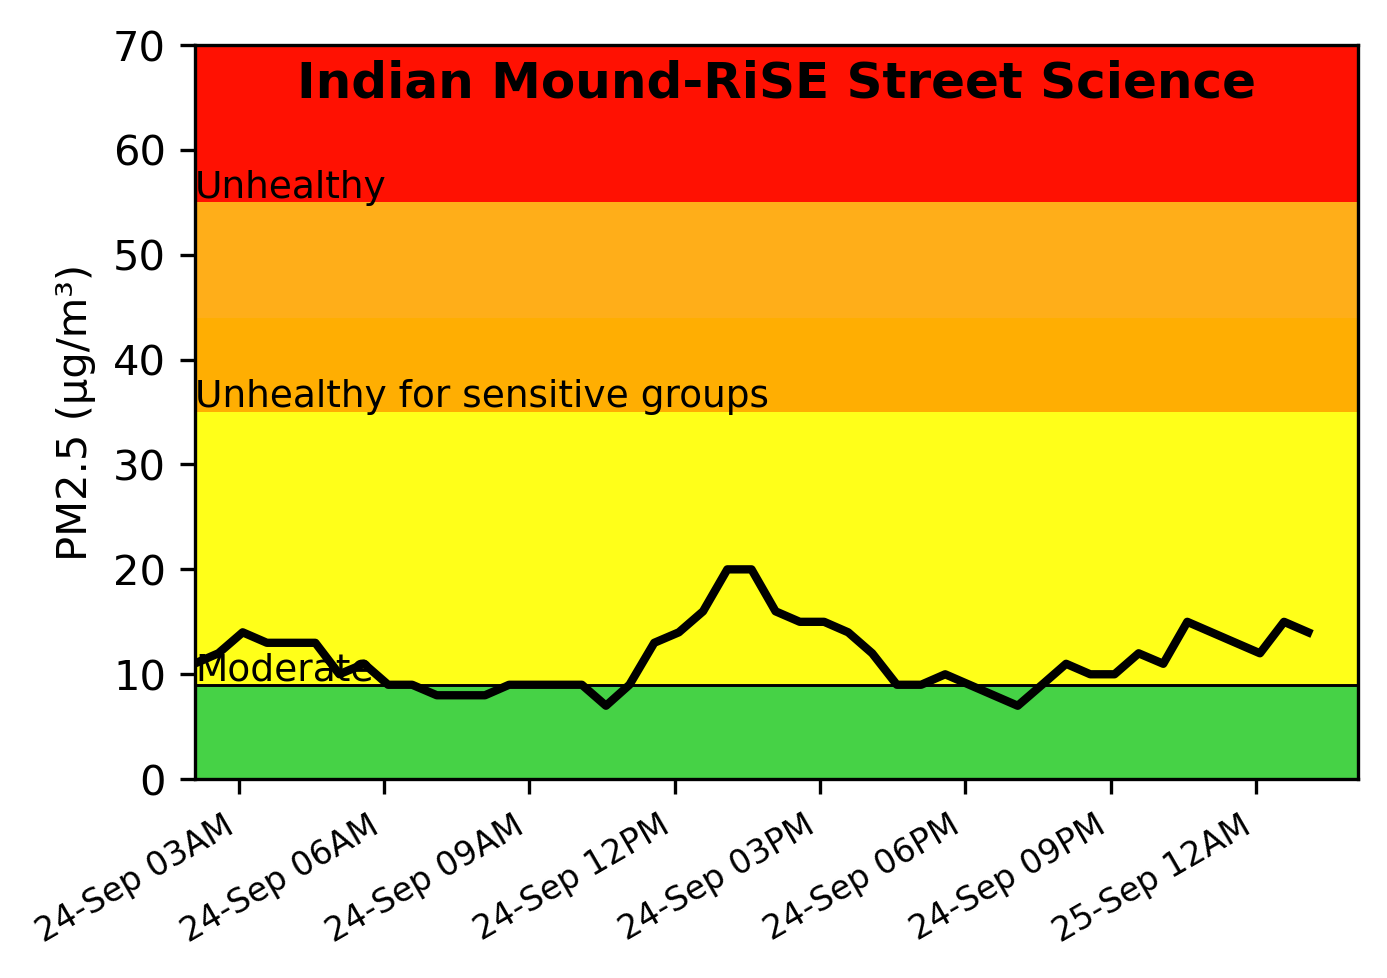 Indian Mound-RiSE Street Science
PM2.5 (µg/m³)
70
60
50
40
30
20
10
0
Unhealthy
Unhealthy for sensitive groups
Moderate
24-Sep 03AM
24-Sep 06AM
24-Sep 09AM
24-Sep 12PM
24-Sep 03PM
24-Sep 06PM
24-Sep 09PM
25-Sep 12AM